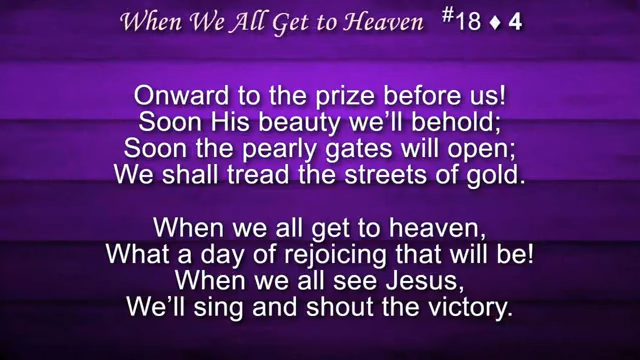 When We All Get to Heaven #18 ♦ 4
Onward to the prize before us!
Soon His beauty we'll behold;
Soon the pearly gates will open;
We shall tread the streets of gold.
When we all get to heaven,
What a day of rejoicing that will be!
When we all see Jesus,
We'll sing and shout the victory.